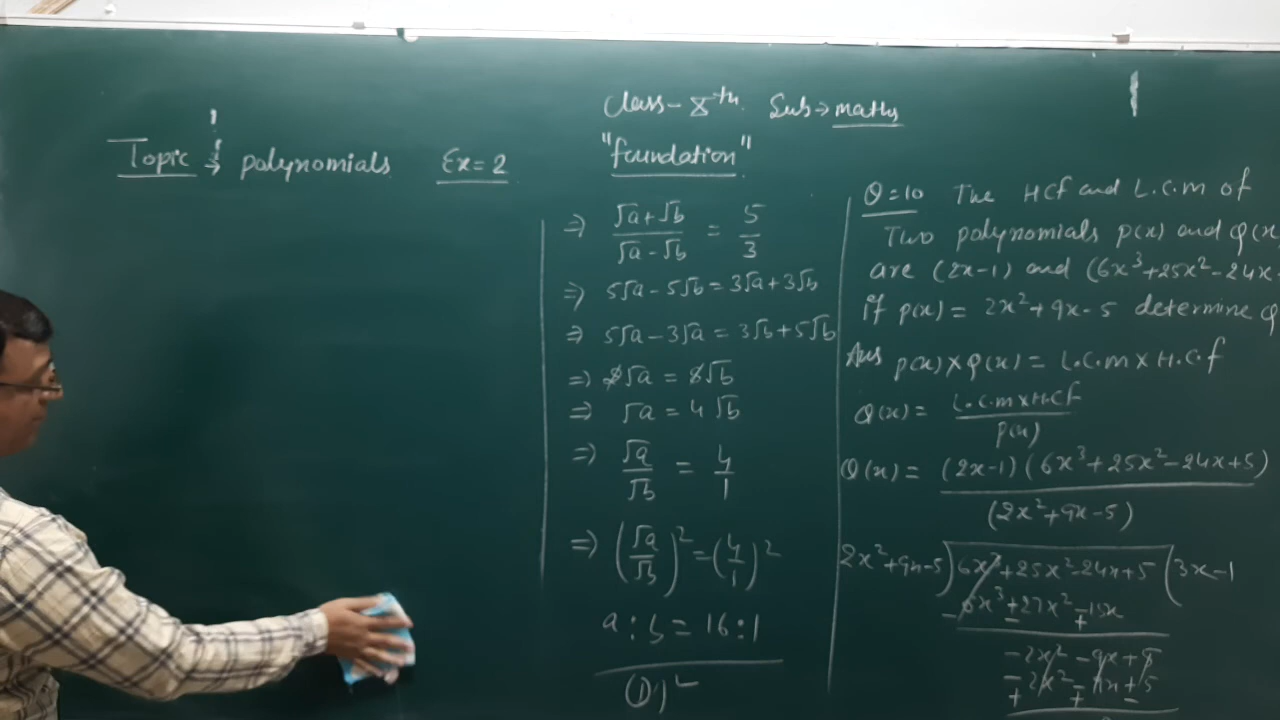 Class - 8th Sub → maths
Topic → polynomials Ex = 2 "foundation"
⇒ (√a+√b)/(√a-√b) = 5/3
⇒ 5√a - 5√b = 3√a + 3√b
⇒ 5√a - 3√a = 3√b + 5√b
⇒ √a = 8√b
⇒ √a = 4√b
⇒ √a/√b = 4/1
⇒ (√a/√b)² = (4/1)²
a : b = 16 : 1
Q = 10 The HCF and L.C.M of
Two polynomials p(x) and q(x
are (2x-1) and (6x³+25x²-24x
if p(x) = 2x²+9x-5 determine q
Ans p(x) × q(x) = L.C.M × H.C.f
Q(x) = L.C.M×H.CF/p(x)
Q(x) = (2x-1)(6x³+25x²-24x+5)/(2x²+9x-5)
2x²+9x-5)6x³+25x²-24x+5(3x-1
6x³+27x²-15x
-2x²-9x+5